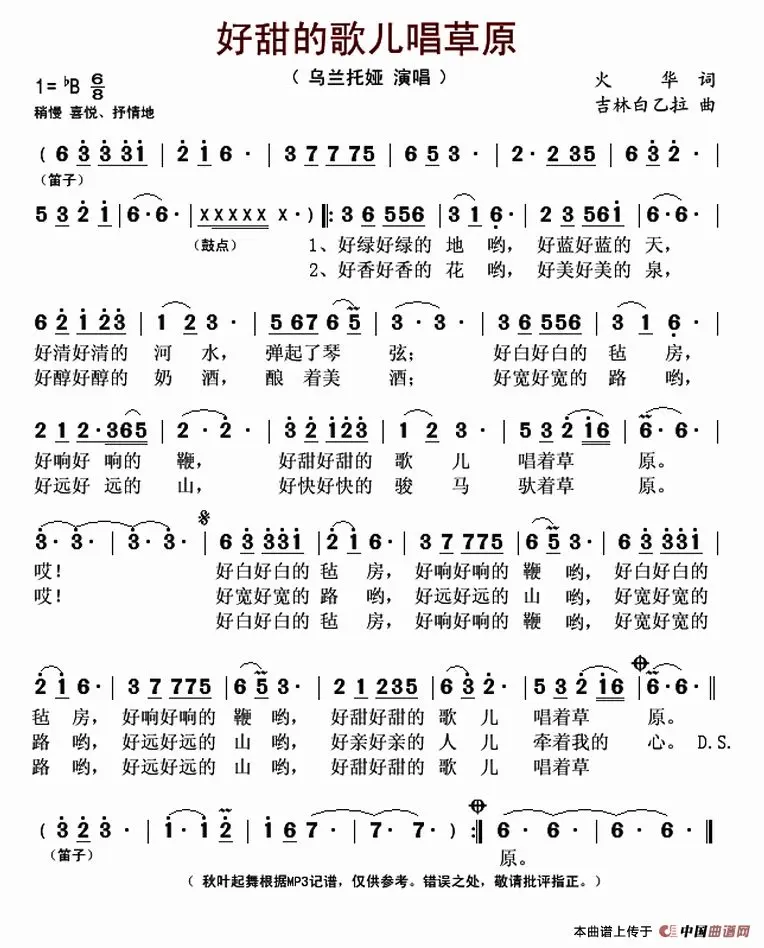 好甜的歌儿唱草原
（ 乌兰托娅 演唱 ）
1= ♭B 6/8
火 华 词
吉林白乙拉 曲
稍慢 喜悦、抒情地
( 6 3 3 3 1 | 2 1 6 · | 3 7 7 7 5 | 6 5 3 · | 2 · 2 3 5 | 6 3 2 · |
（笛子）
5 3 2 1 | 6 · 6 · | X X X X X X · ) ‖: 3 6 5 5 6 | 3 1 6 · | 2 3 5 6 1 | 6 · 6 · |
（鼓点）
1、好绿好绿的 地 哟， 好蓝好蓝的 天，
2、好香好香的 花 哟， 好美好美的 泉，
6 2 1 2 3 | 1 2 3 · | 5 6 7 6 5 | 3 · 3 · | 3 6 5 5 6 | 3 1 6 · |
好清好清的 河 水， 弹起了琴 弦； 好白好白的 毡 房，
好醇好醇的 奶 酒， 酿 着美 酒； 好宽好宽的 路 哟，
2 1 2 · 3 6 5 | 2 · 2 · | 3 2 1 2 3 | 1 2 3 · | 5 3 2 1 6 | 6 · 6 · |
好响好 响的 鞭， 好甜好甜的 歌 儿 唱着草 原。
好远好 远的 山， 好快好快的 骏 马 驮着草 原。
3 · 3 · | 3 · 3 · | 6 3 3 3 1 | 2 1 6 · | 3 7 7 7 5 | 6 5 3 · | 6 3 3 3 1 |
哎！ 好白好白的 毡 房， 好响好响的 鞭 哟， 好白好白的
哎！ 好宽好宽的 路 哟， 好远好远的 山 哟， 好宽好宽的
好白好白的 毡 房， 好响好响的 鞭 哟， 好宽好宽的
2 1 6 · | 3 7 7 7 5 | 6 5 3 · | 2 1 2 3 5 | 6 3 2 · | 5 3 2 1 6 | 6 · 6 · ‖
毡 房， 好响好响的 鞭 哟， 好甜好甜的 歌 儿 唱着草 原。
路 哟， 好远好远的 山 哟， 好亲好亲的 人 儿 牵着我的 心。 D.S.
路 哟， 好远好远的 山 哟， 好甜好甜的 歌 儿 唱着草
( 3 2 3 · | 1 · 1 2 | 1 6 7 · | 7 · 7 · ) :‖ 6 · 6 · | 6 · 6 · ‖
（笛子）
原。
（ 秋叶起舞根据MP3记谱，仅供参考。错误之处，敬请批评指正。）
本曲谱上传于 中国曲谱网